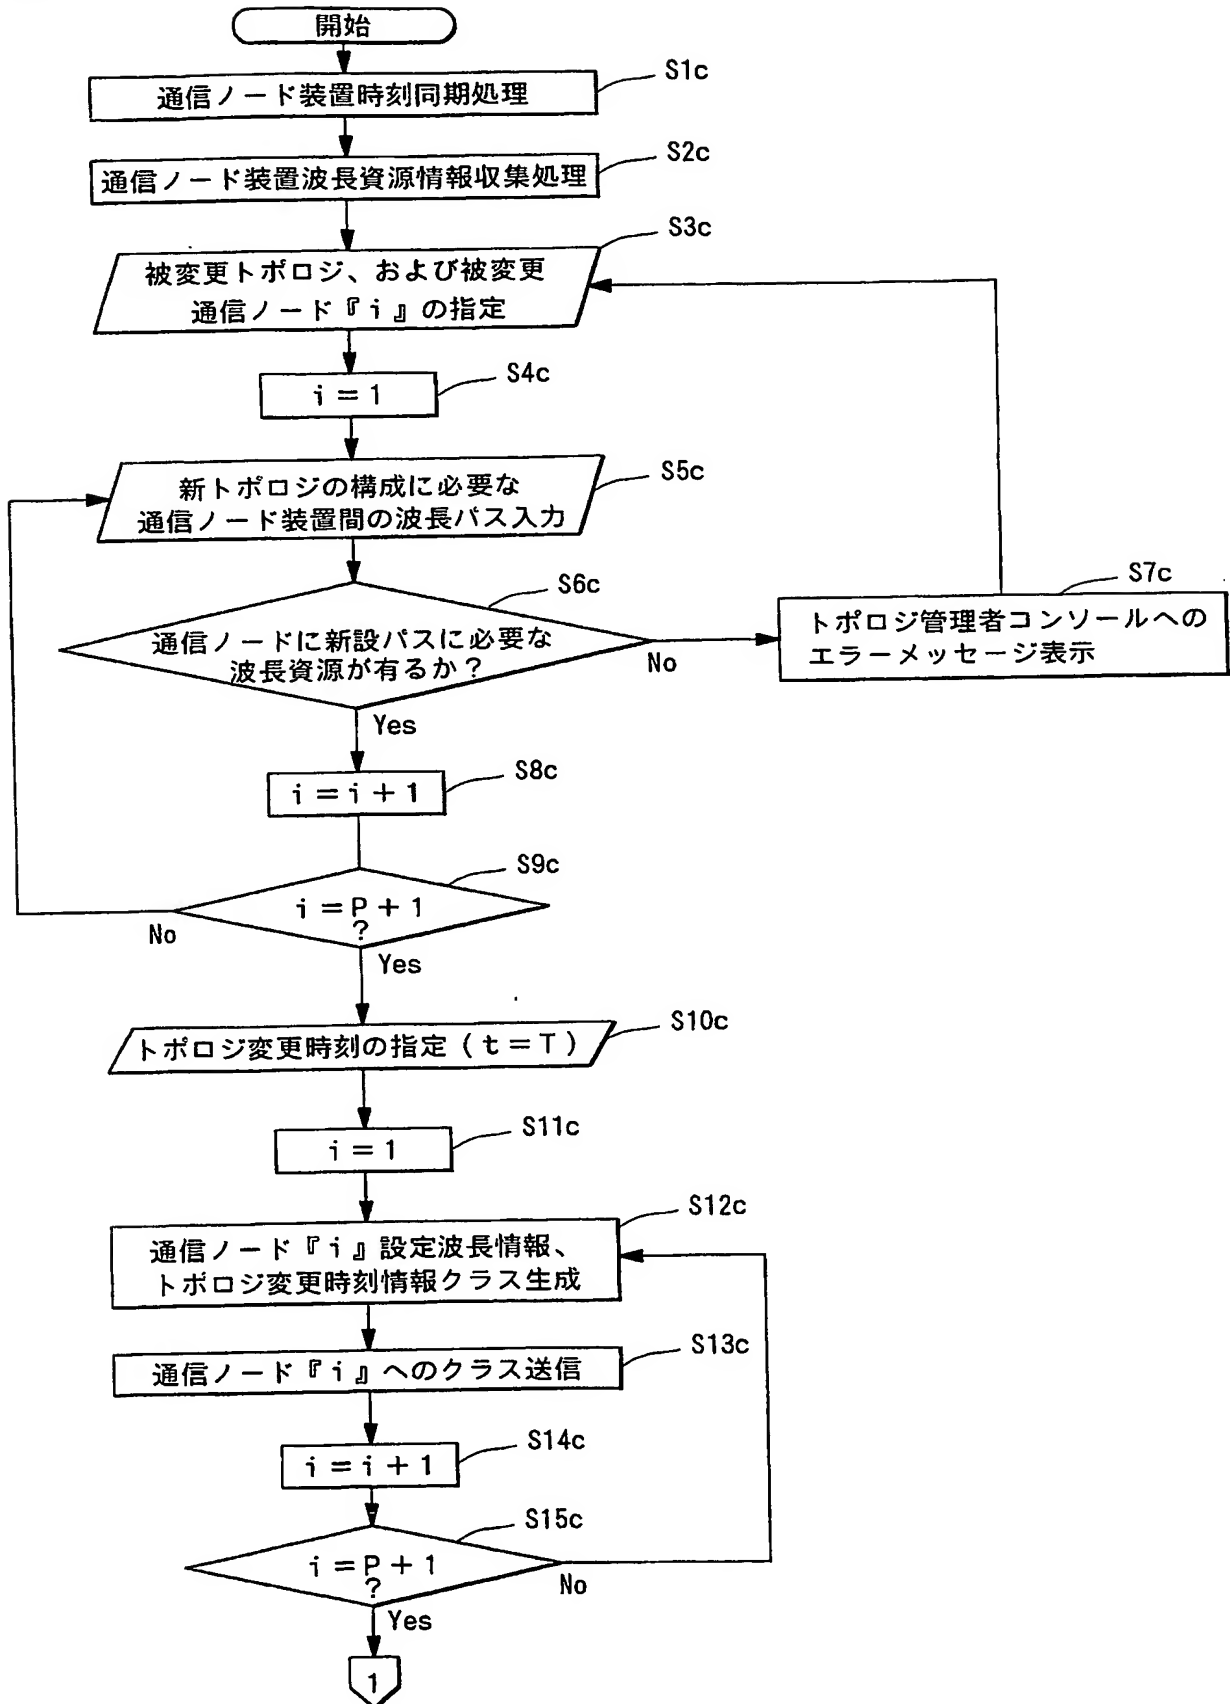 開始
S1c
通信ノード装置時刻同期処理
S2c
通信ノード装置波長資源情報収集処理
S3c
被変更トポロジ、および被変更
通信ノード『i』の指定
S4c
i = 1
S5c
新トポロジの構成に必要な
通信ノード装置間の波長パス入力
S6c
通信ノードに新設パスに必要な
波長資源が有るか？
No
Yes
S7c
トポロジ管理者コンソールへの
エラーメッセージ表示
S8c
i = i + 1
S9c
i = P + 1
?
No
Yes
S10c
トポロジ変更時刻の指定（t = T）
S11c
i = 1
S12c
通信ノード『i』設定波長情報、
トポロジ変更時刻情報クラス生成
S13c
通信ノード『i』へのクラス送信
S14c
i = i + 1
S15c
i = P + 1
?
No
Yes
1